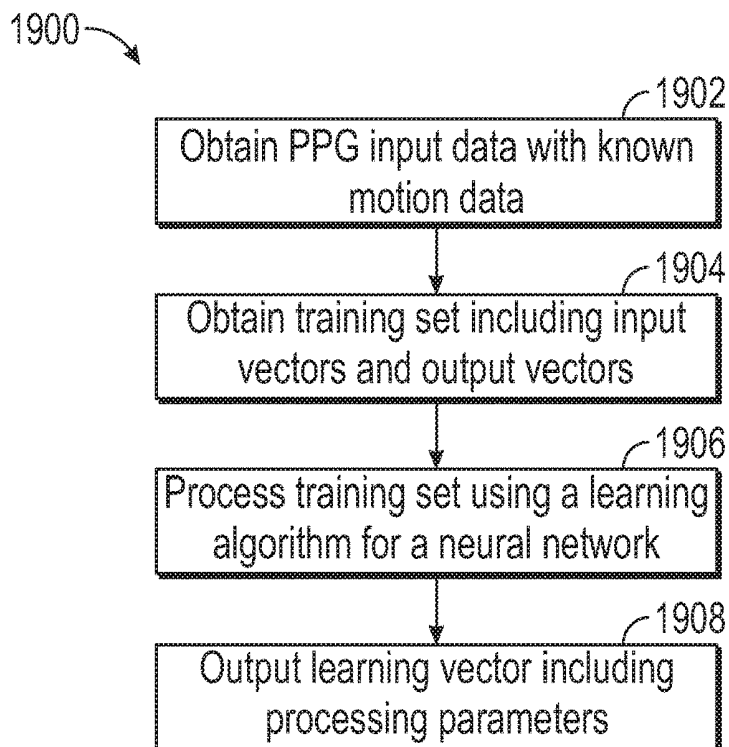 1900
1902
Obtain PPG input data with known
motion data
1904
Obtain training set including input
vectors and output vectors
1906
Process training set using a learning
algorithm for a neural network
1908
Output learning vector including
processing parameters